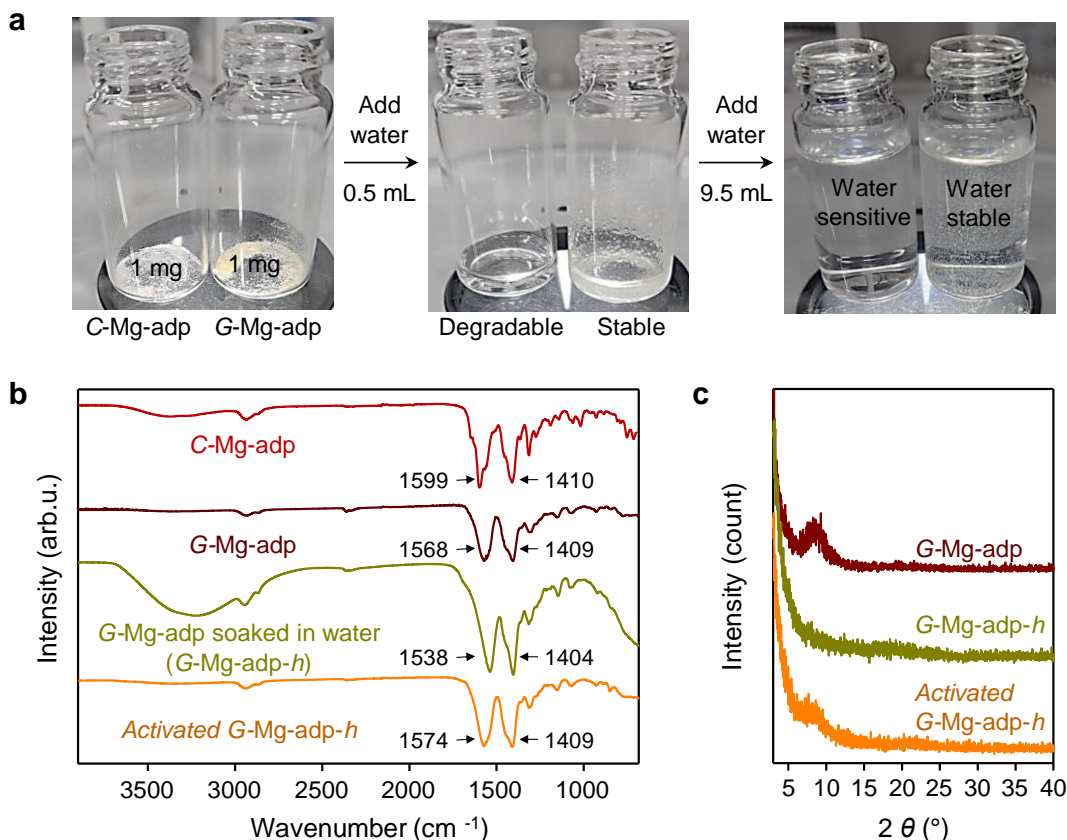 a
Add
water
0.5 mL
Add
water
9.5 mL
1 mg
1 mg
Water
sensitive
Water
stable
C-Mg-adp
G-Mg-adp
Degradable
Stable
b
Intensity (arb.u.)
C-Mg-adp
1599
1410
G-Mg-adp
1568
1409
G-Mg-adp soaked in water
(G-Mg-adp-h)
1538
1404
Activated G-Mg-adp-h
1574
1409
3500 3000 2500 2000 1500 1000
Wavenumber (cm ⁻¹)
c
Intensity (count)
G-Mg-adp
G-Mg-adp-h
Activated
G-Mg-adp-h
5 10 15 20 25 30 35 40
2 θ (°)